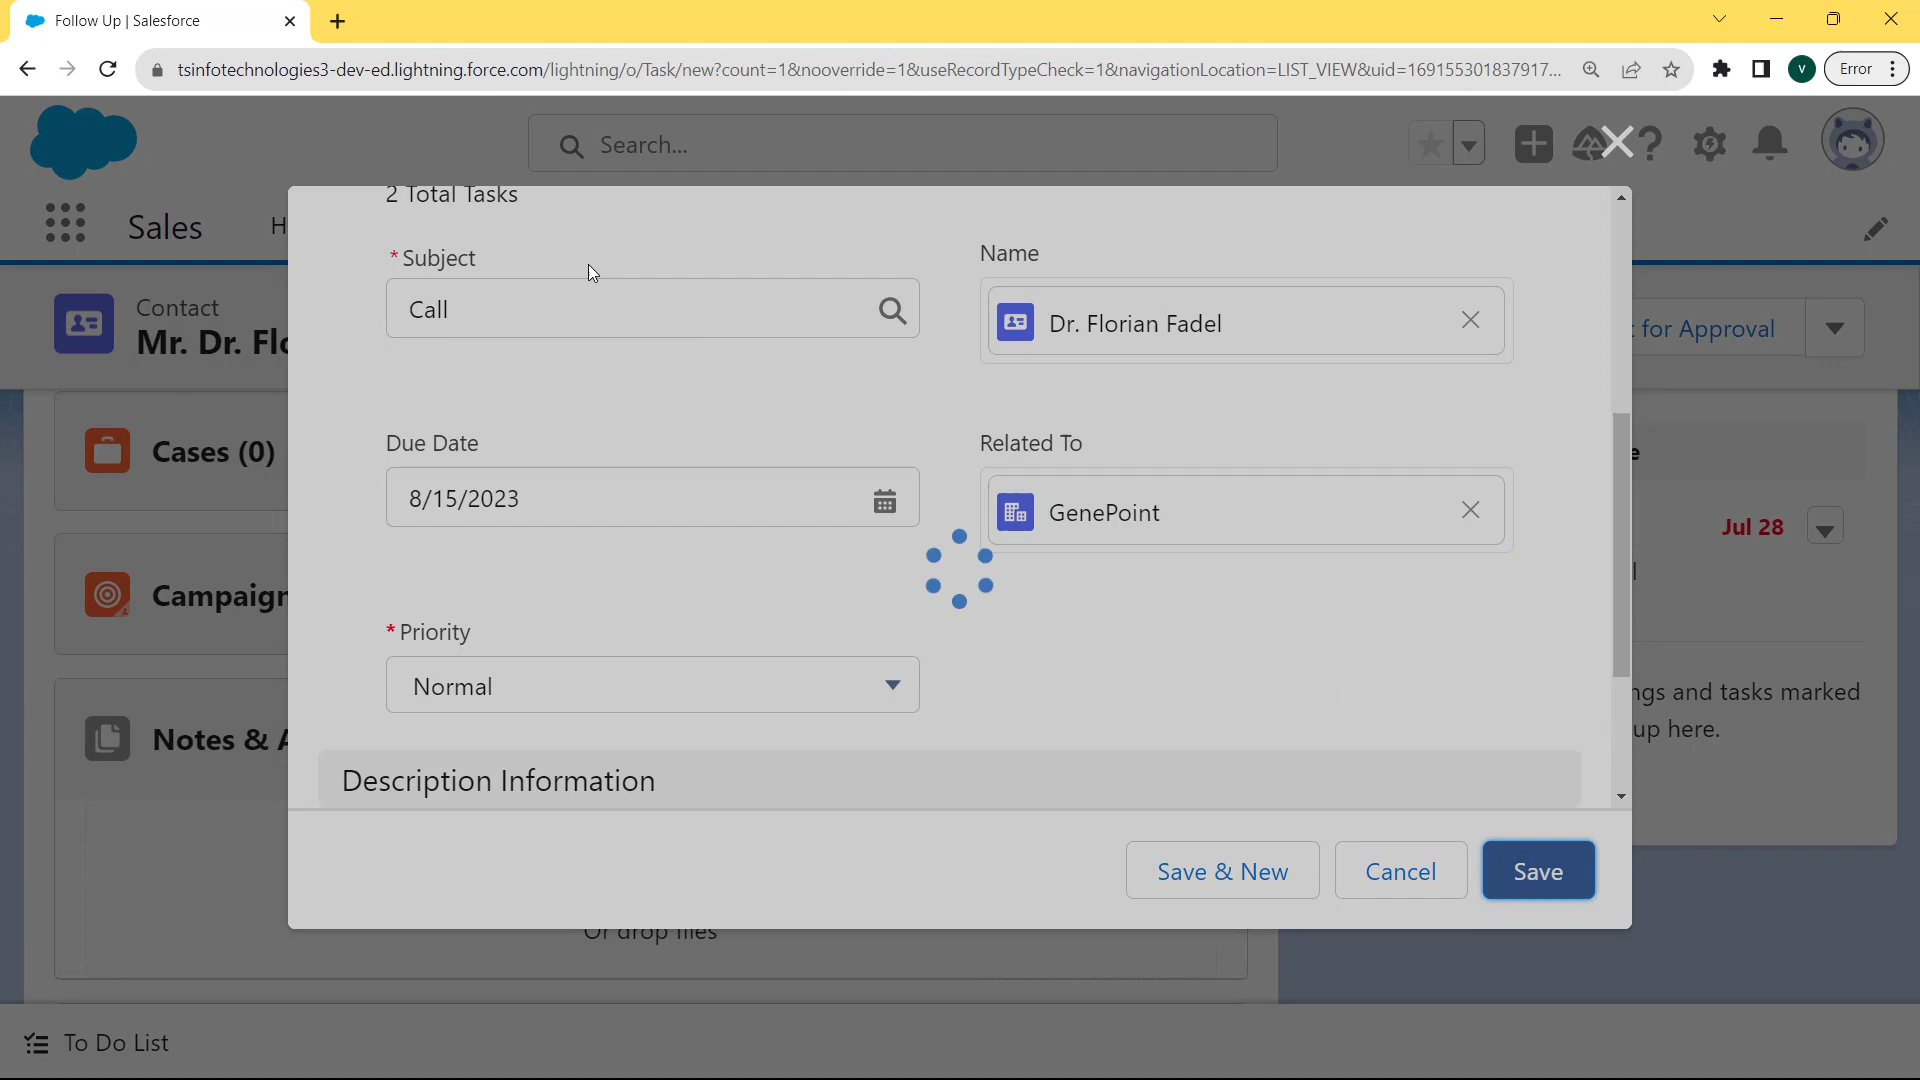 Follow Up | Salesforce
tsinfotechnologies3-dev-ed.lightning.force.com/lightning/o/Task/new?count=1&nooverride=1&useRecordTypeCheck=1&navigationLocation=LIST_VIEW&uid=169155301837917...
V
Error
Search...
Sales
H
2 Total Tasks
*Subject
Name
Call
Dr. Florian Fadel
Contact
Mr. Dr. Flo
t for Approval
Due Date
Related To
Cases (0)
e
8/15/2023
GenePoint
Jul 28
l
Campaign
*Priority
Normal
ngs and tasks marked
up here.
Notes & A
Description Information
Save & New
Cancel
Save
Or drop files
To Do List